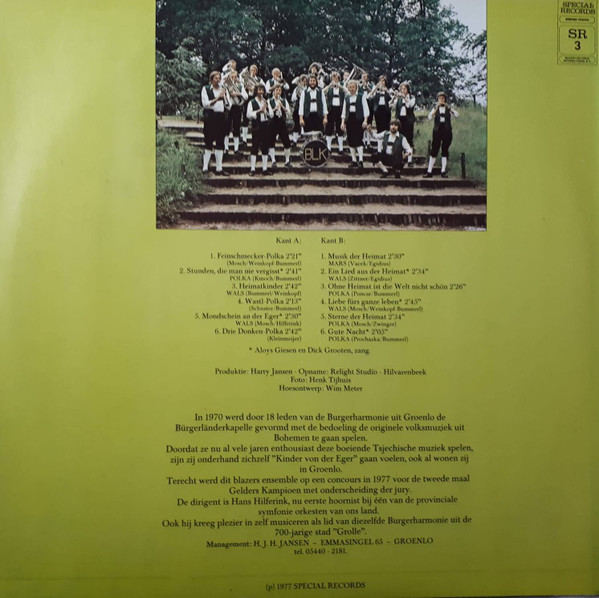 SPECIAL
RECORDS
SR
3
BLK
Kant A:
1. Feinschmecker-Polka 2'21"
(Mosch/Weinkopf/Bummerl)
2. Stunden, die man nie vergisst* 2'41"
POLKA (Knoch/Bummerl)
3. Heimatkinder 2'42"
WALS (Bummerl/Weinkopf)
4. Wastl Polka 2'13"
(Schuster/Bummerl)
5. Mondschein an der Eger* 2'30"
WALS (Mosch/Hilferink)
6. Drie Donken-Polka 2'42"
(Kleinmeijer)
Kant B:
1. Musik der Heimat 2'30"
MARS (Vacek/Egidius)
2. Ein Lied aus der Heimat* 2'34"
WALS (Zittner/Egidius)
3. Ohne Heimat ist die Welt nicht schön 2'26"
POLKA (Poncar/Bummerl)
4. Liebe fürs ganze leben* 2'45"
WALS (Mosch/Weinkopf/Bummerl)
5. Sterne der Heimat 2'34"
POLKA (Mosch/Zwinger)
6. Gute Nacht* 2'05"
POLKA (Prochaska/Bummerl)
* Aloys Giesen en Dick Grooten, zang.
Produktie: Harry Jansen - Opname: Relight Studio - Hilvarenbeek
Foto: Henk Tijhuis
Hoesontwerp: Wim Meter
In 1970 werd door 18 leden van de Burgerharmonie uit Groenlo de
Bürgerländerkapelle gevormd met de bedoeling de originele volksmuziek uit
Bohemen te gaan spelen.
Doordat ze nu al vele jaren enthousiast deze boeiende Tsjechische muziek spelen,
zijn zij onderhand zichzelf "Kinder von der Eger" gaan voelen, ook al wonen zij
in Groenlo.
Terecht werd dit blazers ensemble op een concours in 1977 voor de tweede maal
Gelders Kampioen met onderscheiding der jury.
De dirigent is Hans Hilferink, nu eerste hoornist bij één van de provinciale
symfonie orkesten van ons land.
Ook hij kreeg plezier in zelf musiceren als lid van diezelfde Burgerharmonie uit de
700-jarige stad "Grolle".
Management: H. J. H. JANSEN - EMMASINGEL 65 - GROENLO
tel. 05440 - 2181.
(p) 1977 SPECIAL RECORDS